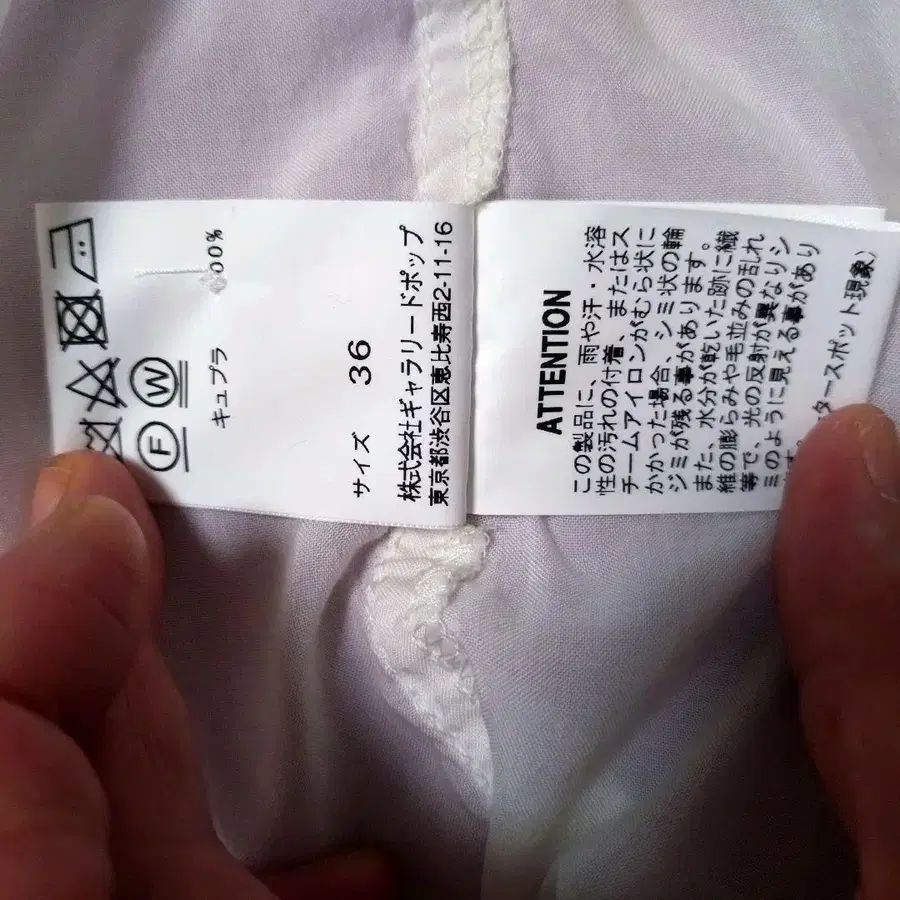 W
F
キュプラ 100%
サイズ 36
株式会社ギャラリードポップ
東京都渋谷区恵比寿西2-11-16
ATTENTION
この製品に、雨や汗・水溶
性の汚れの付着、またはス
チームアイロンがむら状に
かかった場合、シミ状の輪
ジミが残る事があります。
また、水分が乾いた跡に繊
維の膨らみや毛並みの乱れ
等で、光の反射が異なりシ
ミのように見える事があり
す。
タースポット現象)